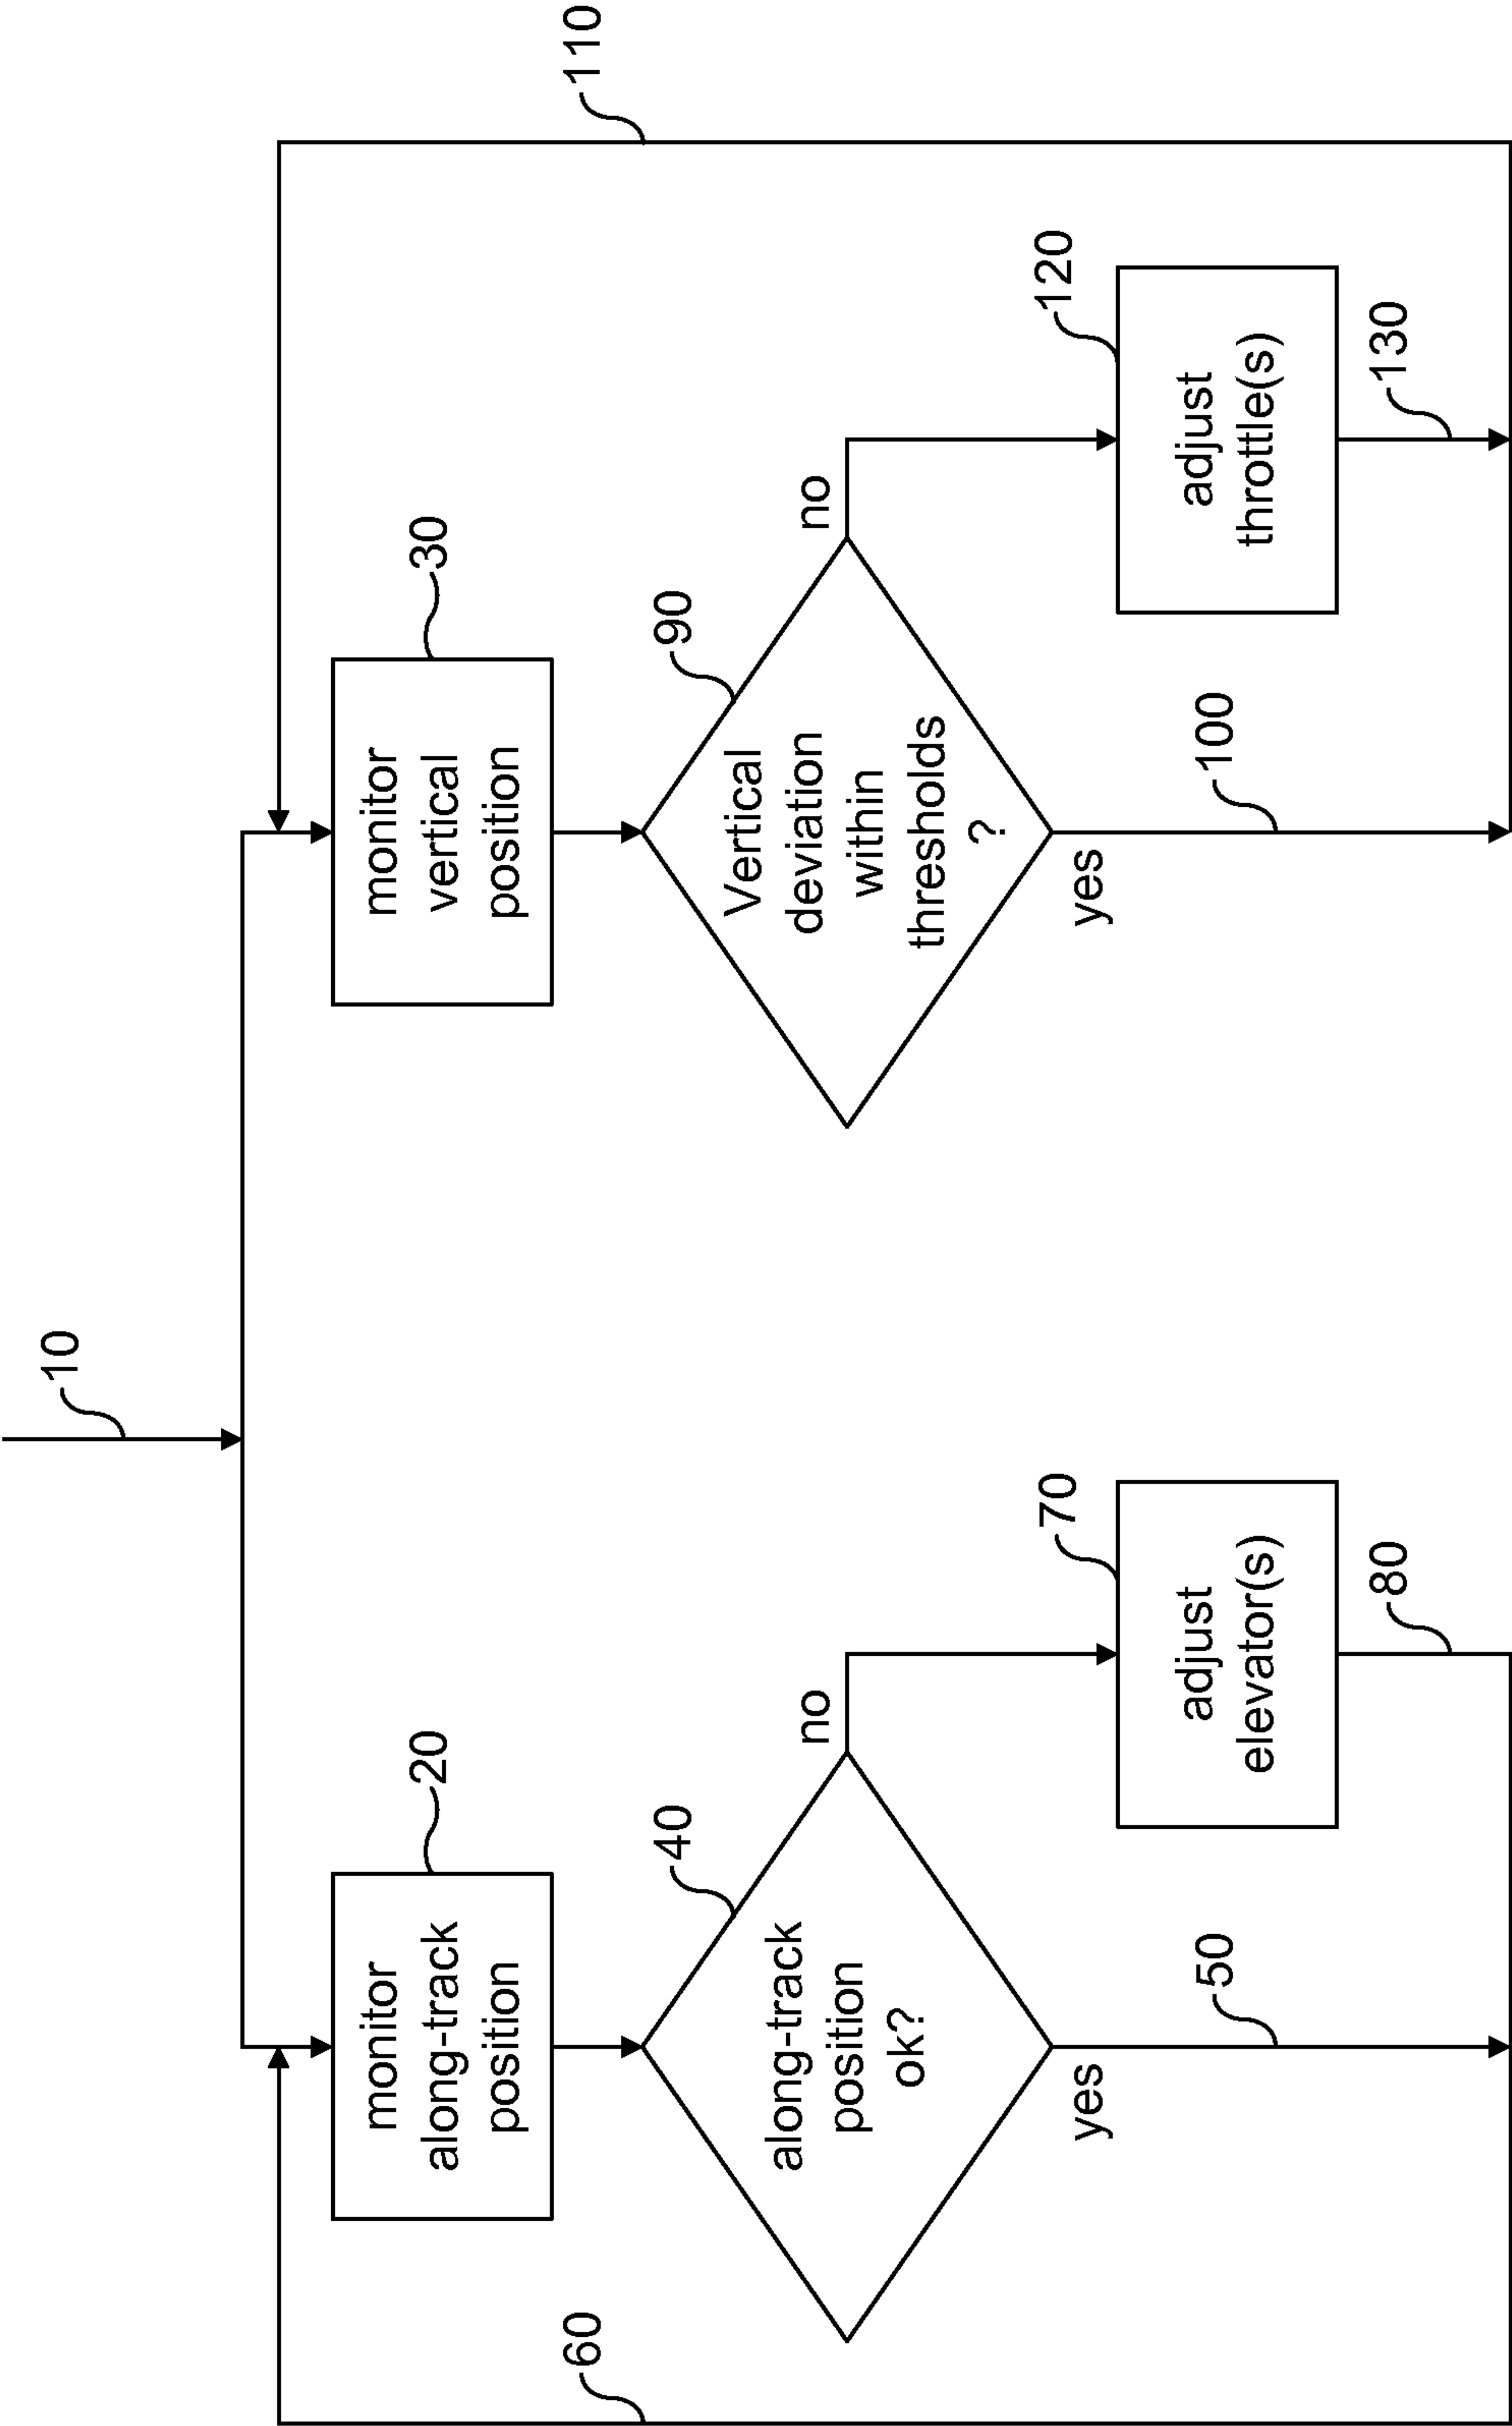 10
20
monitor
along-track
position
30
monitor
vertical
position
60
110
40
along-track
position
ok?
no
yes
90
Vertical
deviation
within
thresholds
?
no
yes
70
adjust
elevator(s)
120
adjust
throttle(s)
50
80
100
130